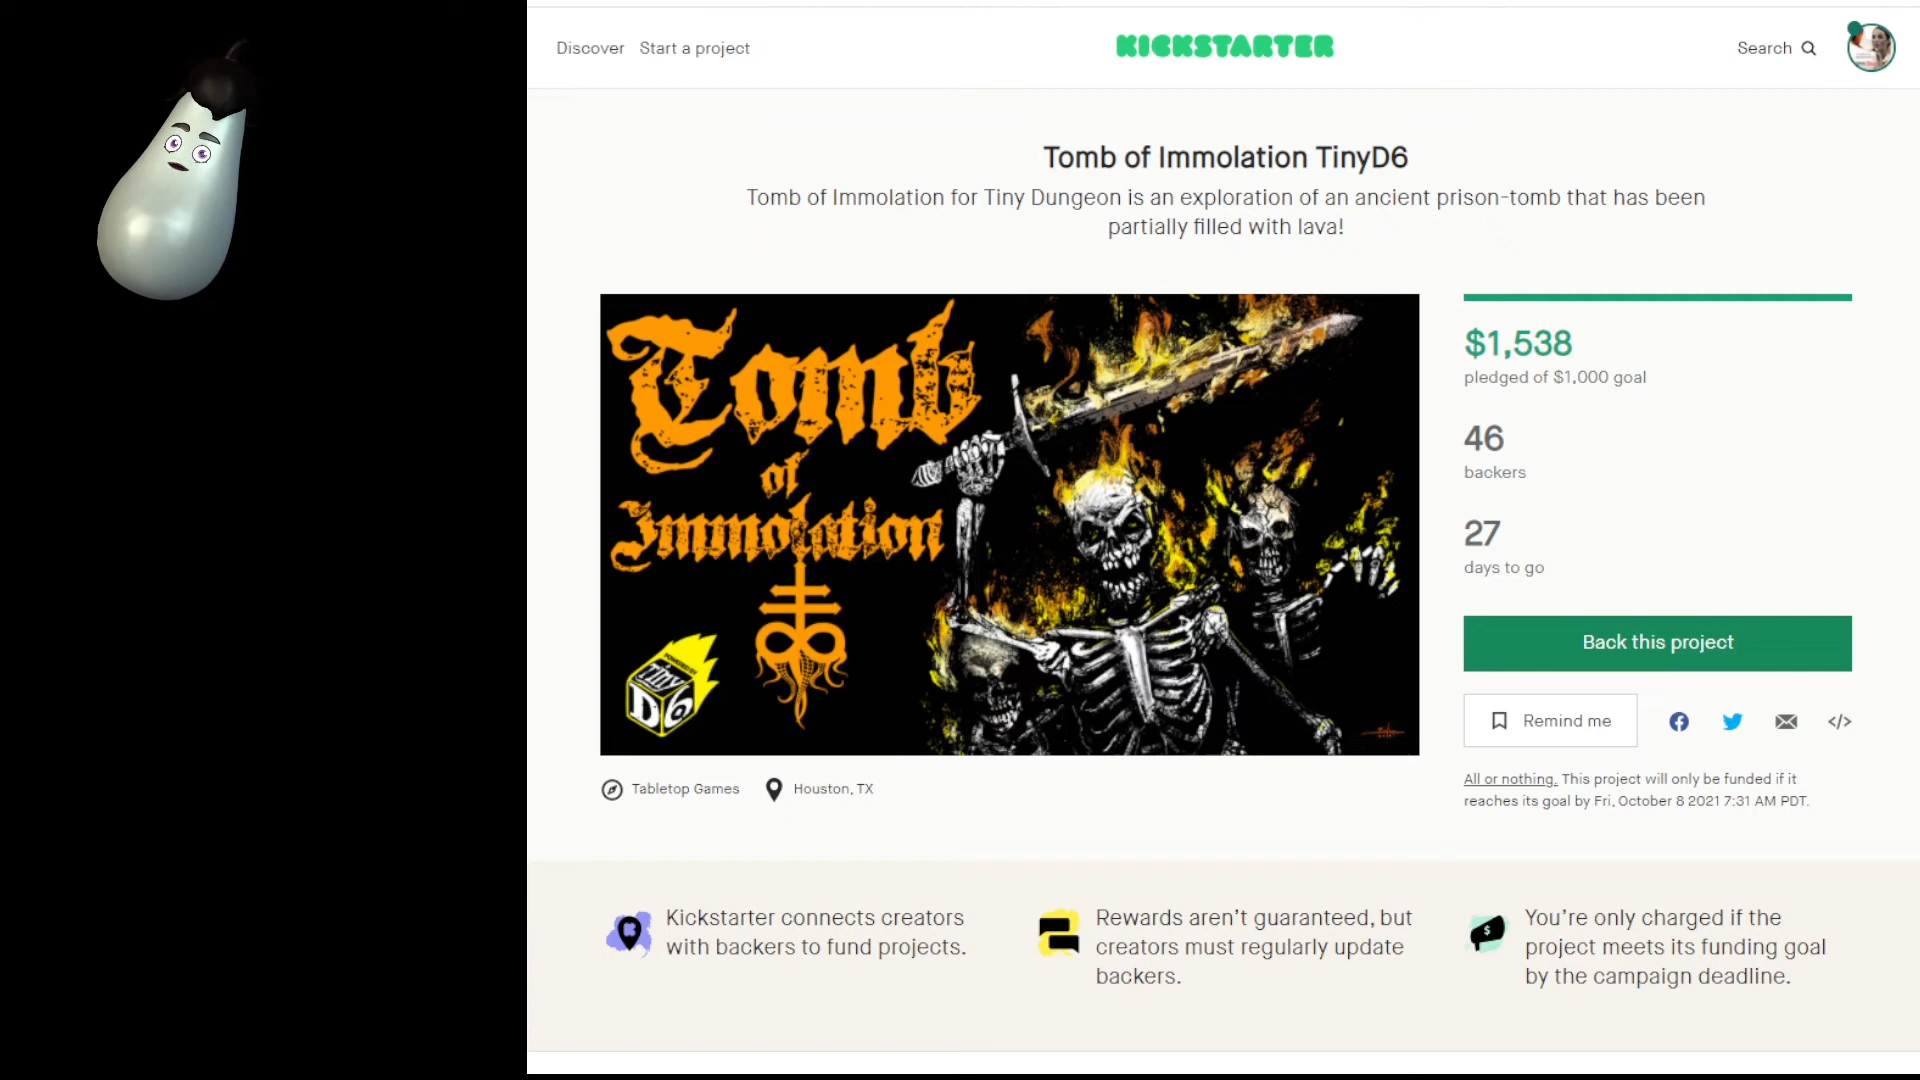 Discover Start a project
KICKSTARTER
Search
Tomb of Immolation TinyD6
Tomb of Immolation for Tiny Dungeon is an exploration of an ancient prison-tomb that has been
partially filled with lava!
Tomb
of
Immolation
POWERED BY
Tiny
D6
$1,538
pledged of $1,000 goal
46
backers
27
days to go
Back this project
Remind me
All or nothing. This project will only be funded if it
reaches its goal by Fri, October 8 2021 7:31 AM PDT.
Tabletop Games
Houston, TX
Kickstarter connects creators
with backers to fund projects.
Rewards aren't guaranteed, but
creators must regularly update
backers.
You're only charged if the
project meets its funding goal
by the campaign deadline.